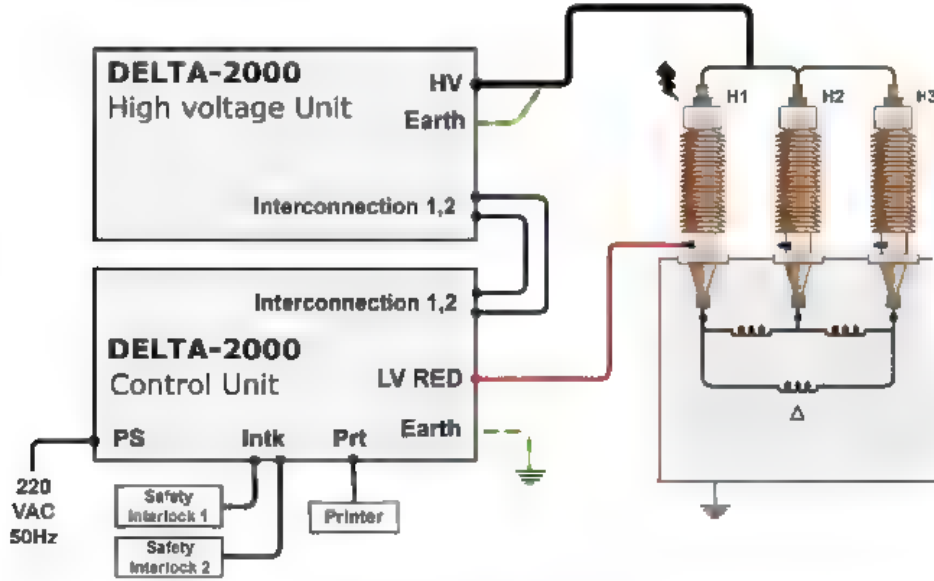 DELTA-2000
High voltage Unit
HV
Earth
Interconnection 1,2
H1
H2
H3
Interconnection 1,2
DELTA-2000
Control Unit
LV RED
Earth
PS
Intk
Prt
220
VAC
50Hz
Safety
Interlock 1
Safety
Interlock 2
Printer
Δ